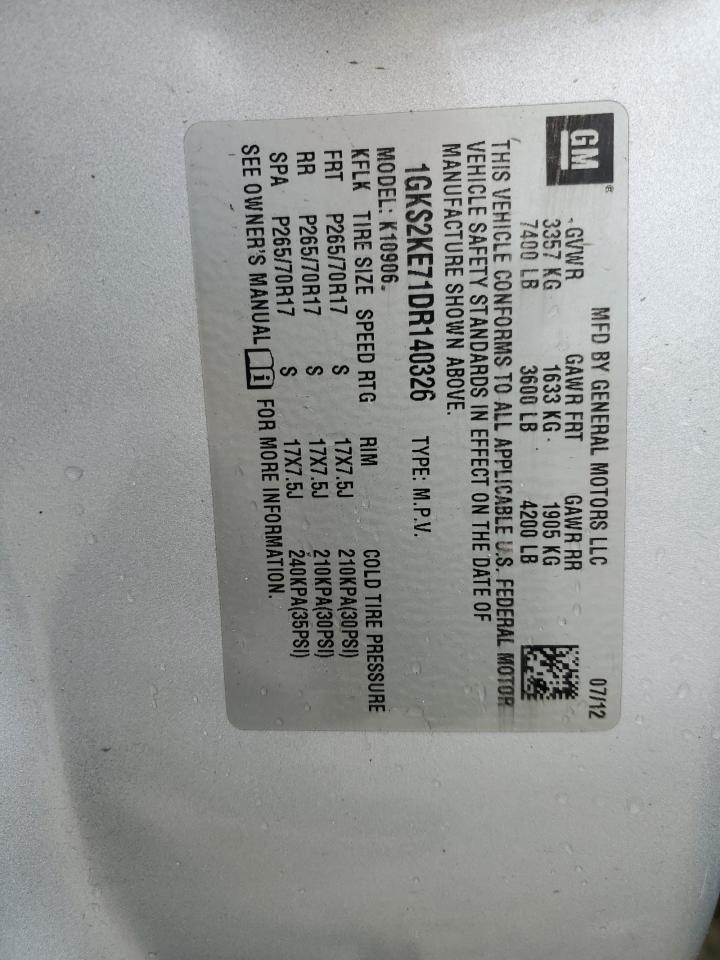 GM®
MFD BY GENERAL MOTORS LLC 07/12
GVWR GAWR FRT GAWR RR
3357 KG 1633 KG 1905 KG
7400 LB 3600 LB 4200 LB
THIS VEHICLE CONFORMS TO ALL APPLICABLE U.S. FEDERAL MOTOR
VEHICLE SAFETY STANDARDS IN EFFECT ON THE DATE OF
MANUFACTURE SHOWN ABOVE.
1GKS2KE71DR140326 TYPE: M.P.V.
MODEL: K10906
KFLK TIRE SIZE SPEED RTG RIM COLD TIRE PRESSURE
FRT P265/70R17 S 17X7.5J 210KPA(30PSI)
RR P265/70R17 S 17X7.5J 210KPA(30PSI)
SPA P265/70R17 S 17X7.5J 240KPA(35PSI)
SEE OWNER'S MANUAL i FOR MORE INFORMATION.